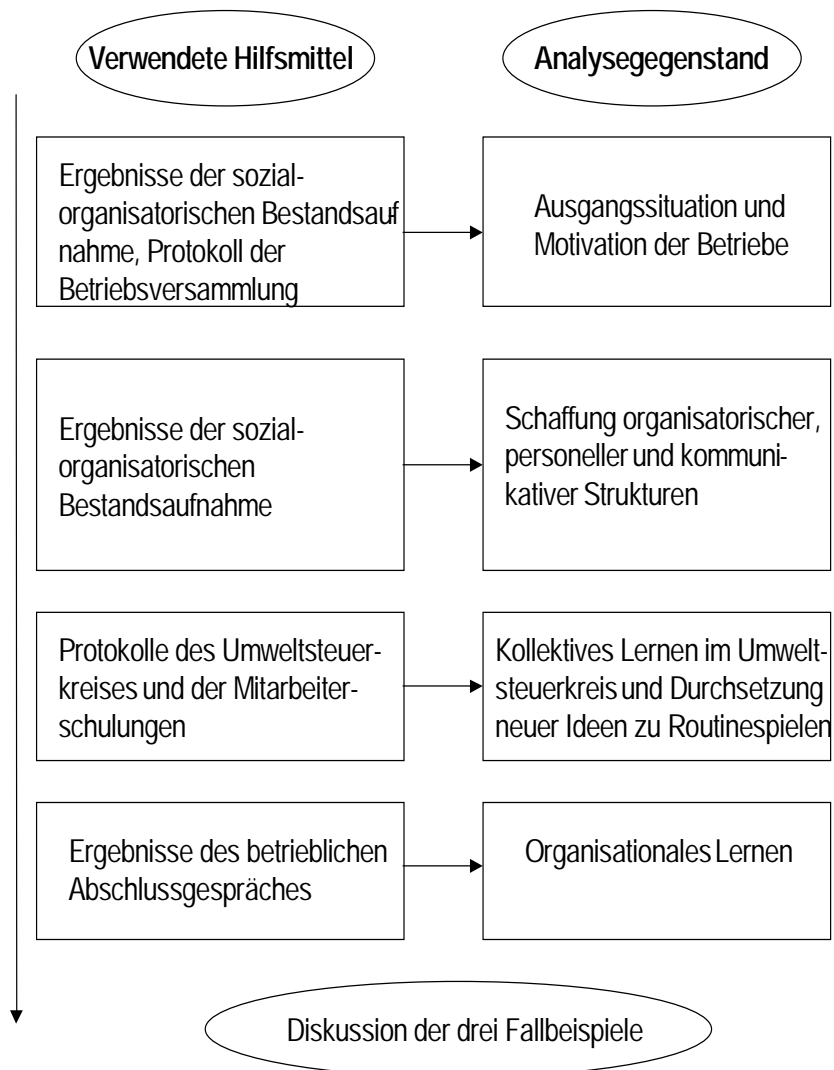 Verwendete Hilfsmittel
Analysegegenstand
Ergebnisse der sozial-
organisatorischen Bestandsauf
nahme, Protokoll der
Betriebsversammlung
Ausgangssituation und
Motivation der Betriebe
Ergebnisse der sozial-
organisatorischen
Bestandsaufnahme
Schaffung organisatorischer,
personeller und kommuni-
kativer Strukturen
Protokolle des Umweltsteuer-
kreises und der Mitarbeiter-
schulungen
Kollektives Lernen im Umwelt-
steuerkreis und Durchsetzung
neuer Ideen zu Routinespielen
Ergebnisse des betrieblichen
Abschlussgespräches
Organisationales Lernen
Diskussion der drei Fallbeispiele